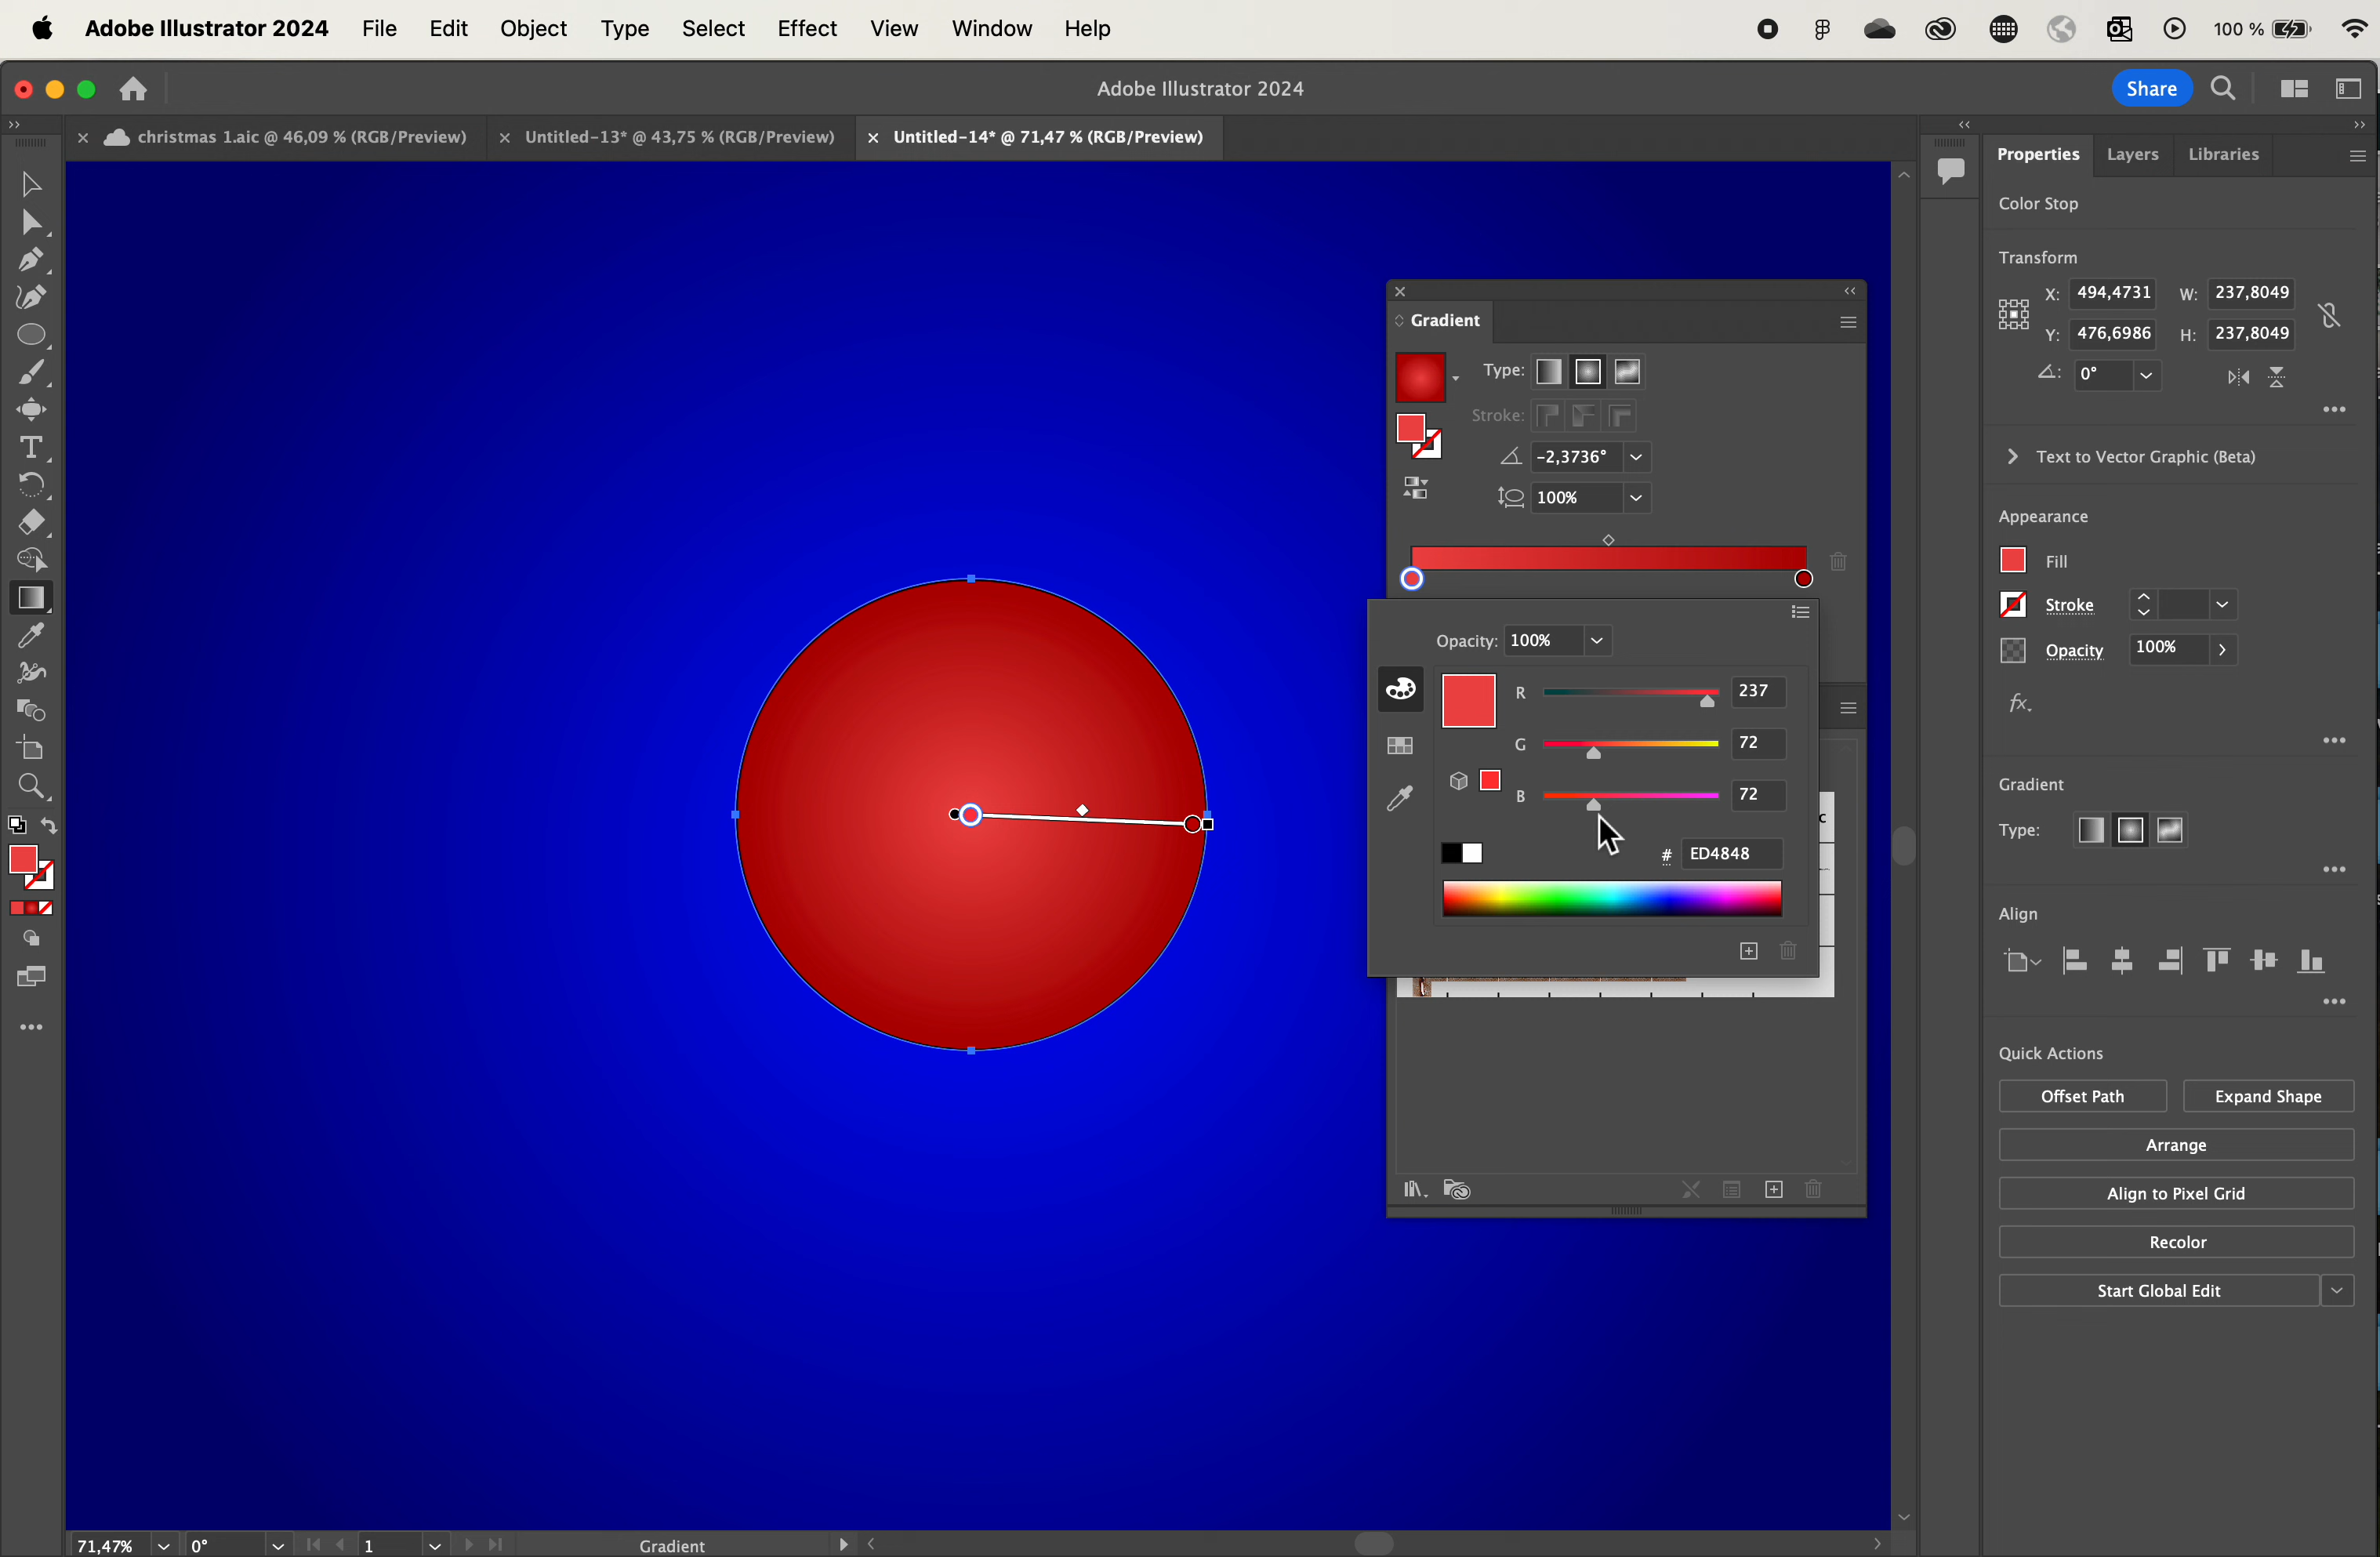 Adobe Illustrator 2024 File Edit Object Type Select Effect View Window Help 100 %
Adobe Illustrator 2024 Share
christmas 1.aic @ 46,09 % (RGB/Preview) Untitled-13* @ 43,75 % (RGB/Preview) Untitled-14* @ 71,47 % (RGB/Preview)
Properties Layers Libraries
Color Stop
Transform
X: 494,4731 W: 237,8049
Y: 476,6986 H: 237,8049
0°
Text to Vector Graphic (Beta)
Appearance
Fill
Stroke
Opacity 100%
fx
Gradient
Type:
Align
Quick Actions
Offset Path Expand Shape
Arrange
Align to Pixel Grid
Recolor
Start Global Edit
Gradient
Type:
Stroke:
-2,3736°
100%
Opacity: 100%
R 237
G 72
B 72
# ED4848
c
71,47% 0° 1 Gradient